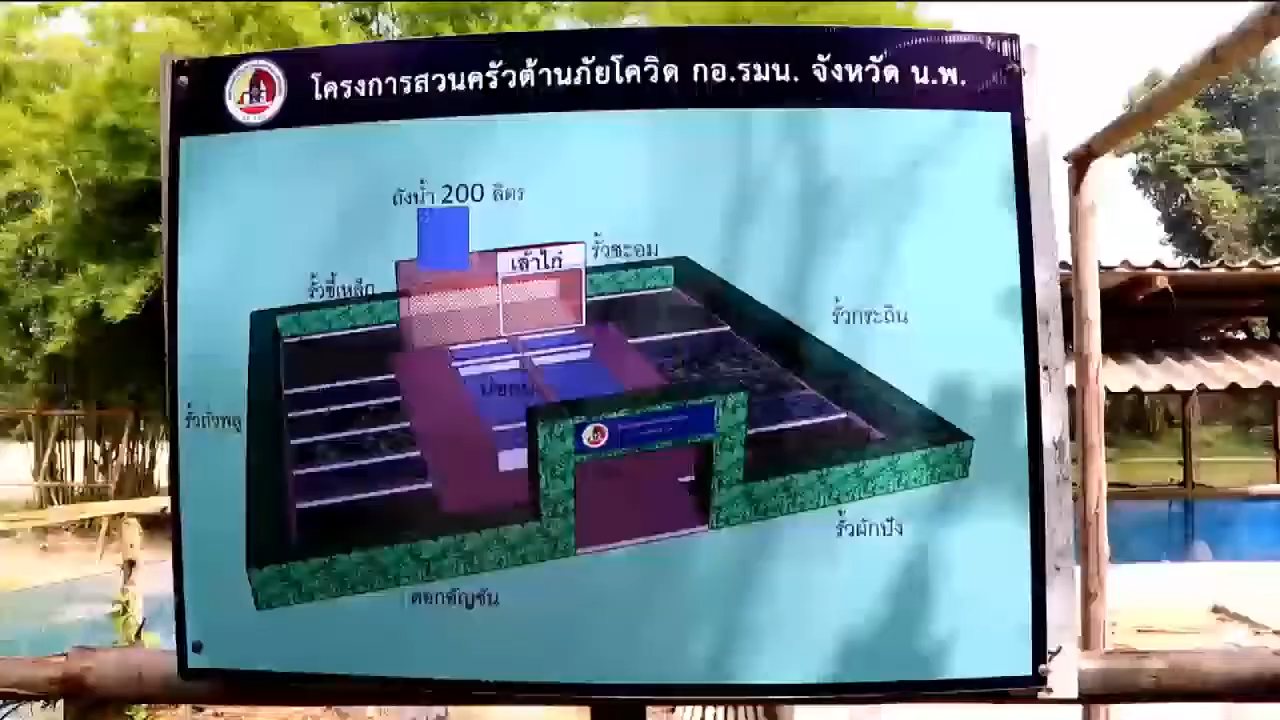 โครงการสวนครัวต้านภัยโควิด กอ.รมน. จังหวัด น.พ.
ถังน้ำ 200 ลิตร
รั้วชะอม
เล้าไก่
รั้วขี้เหล็ก
รั้วกระถิน
รั้วถั่วพลู
รั้วผักปัง
ดอกอัญชัน